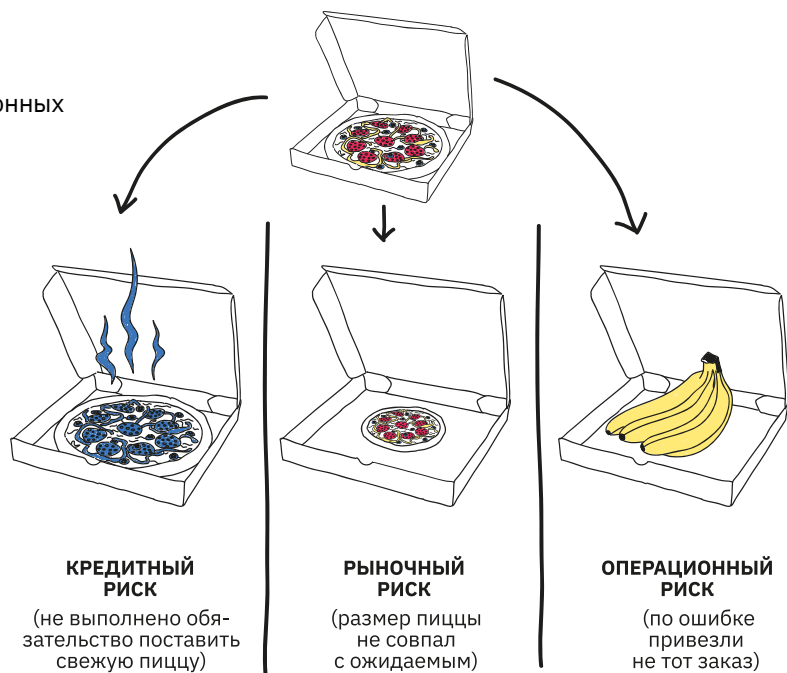 онных
КРЕДИТНЫЙ
РИСК
(не выполнено обя-
зательство поставить
свежую пиццу)
РЫНОЧНЫЙ
РИСК
(размер пиццы
не совпал
с ожидаемым)
ОПЕРАЦИОННЫЙ
РИСК
(по ошибке
привезли
не тот заказ)